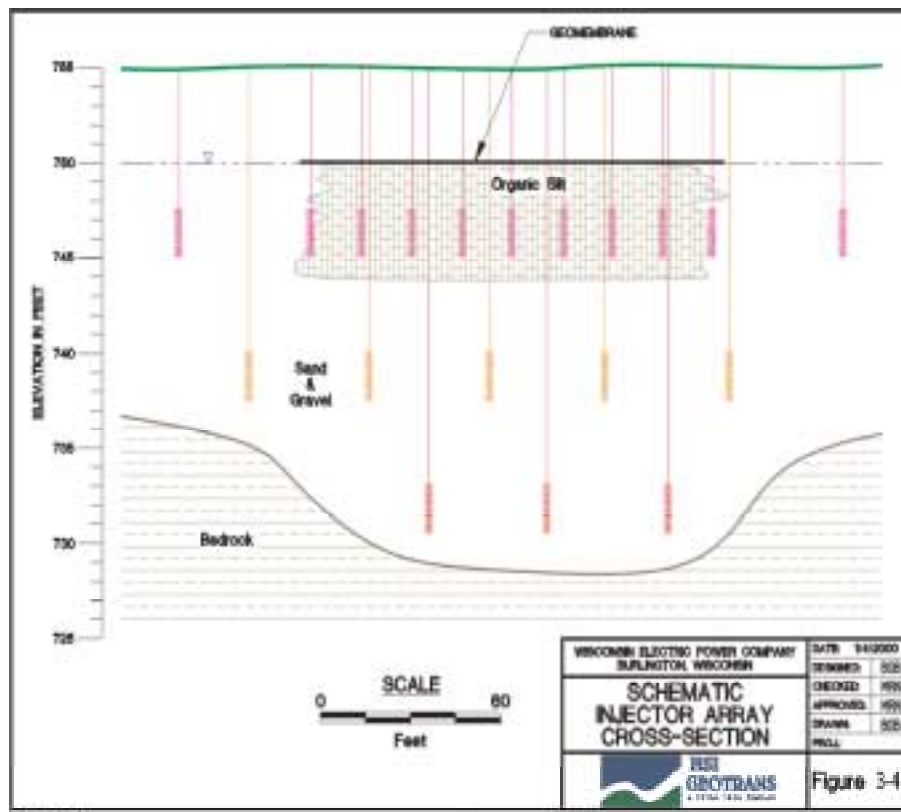 GEOMEMBRANE
755
750
Organic Silt
745
ELEVATION IN FEET
740
Sand
&
Gravel
735
Bedrock
730
725
SCALE
0 60
Feet
WISCONSIN ELECTRIC POWER COMPANY
BURLINGTON, WISCONSIN
SCHEMATIC
INJECTOR ARRAY
CROSS-SECTION
DATE:
DESIGNED:
CHECKED:
APPROVED:
DRAWN:
HSI
GEOTRANS
Figure 3-4